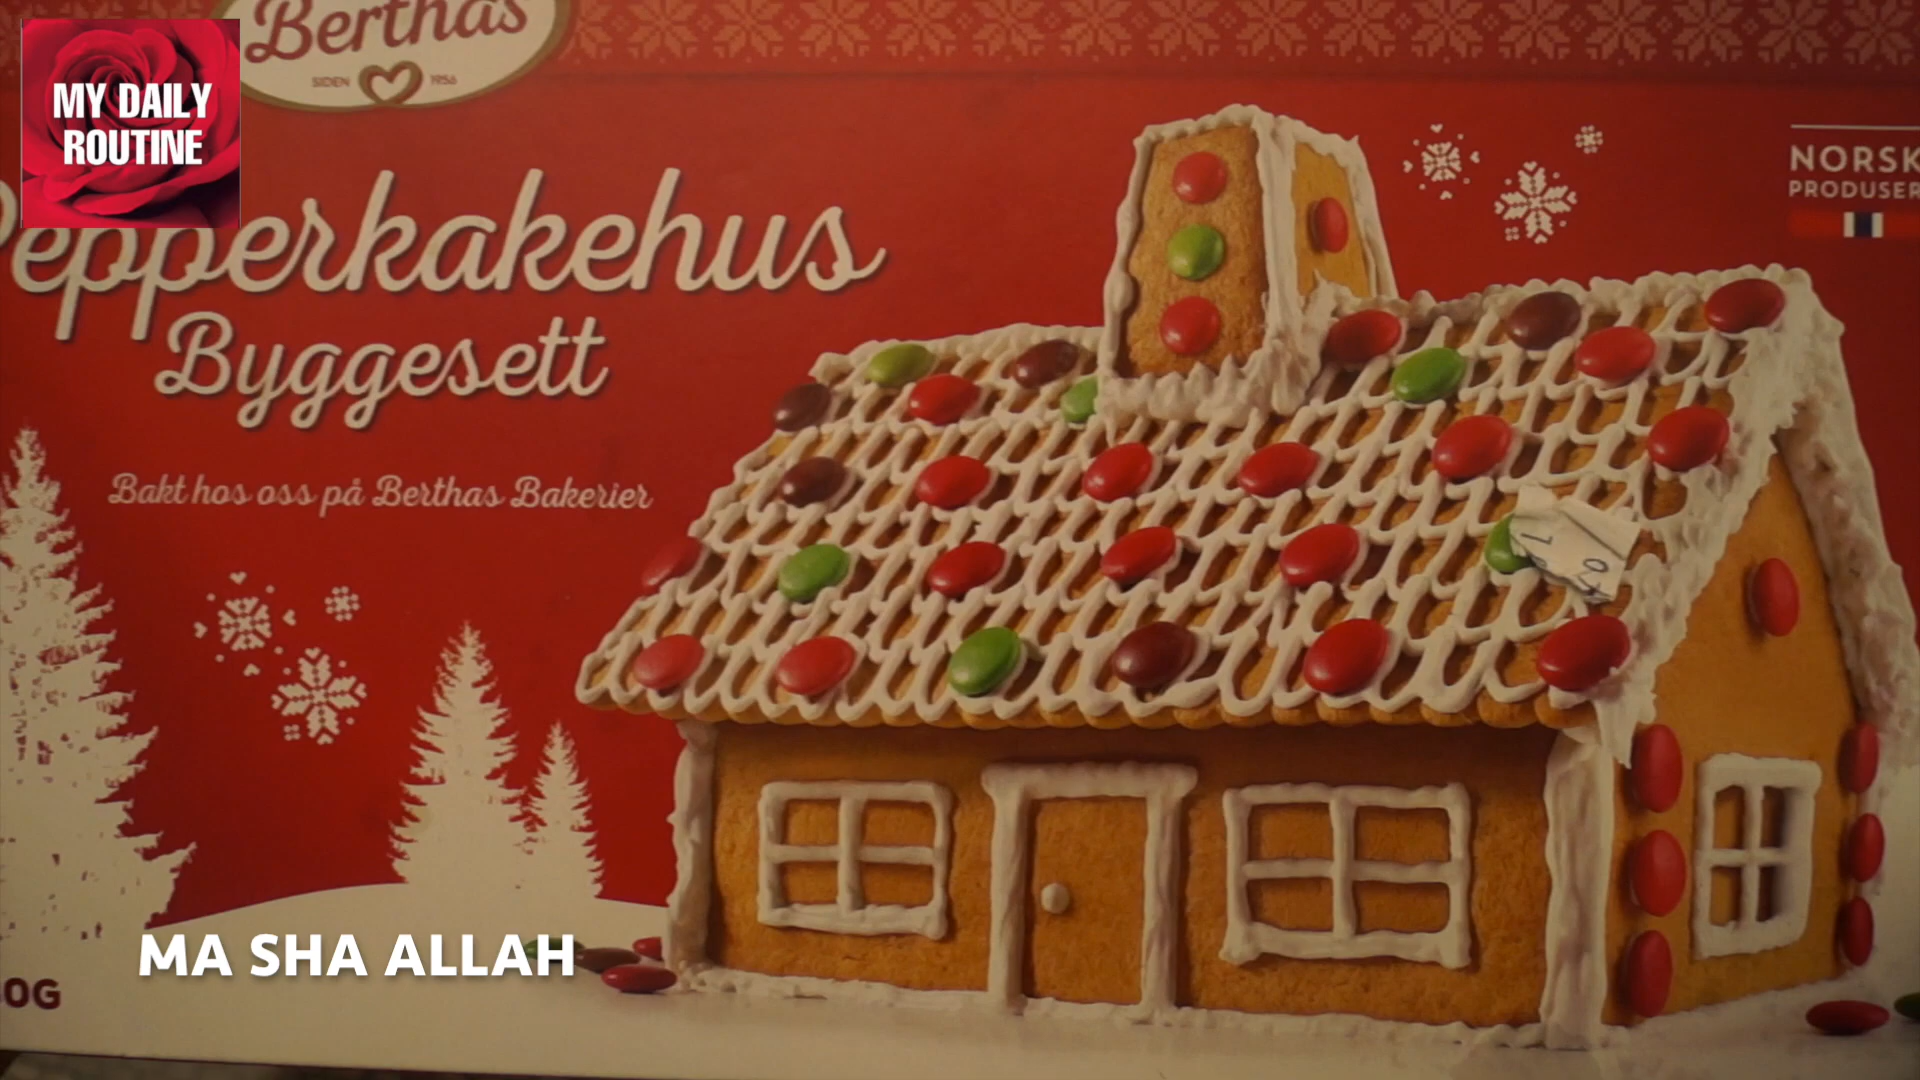 Berthas
SIDEN 1956
MY DAILY
ROUTINE
Pepperkakehus
Byggesett
Bakt hos oss på Berthas Bakerier
NORSK
PRODUSER
MA SHA ALLAH
0G